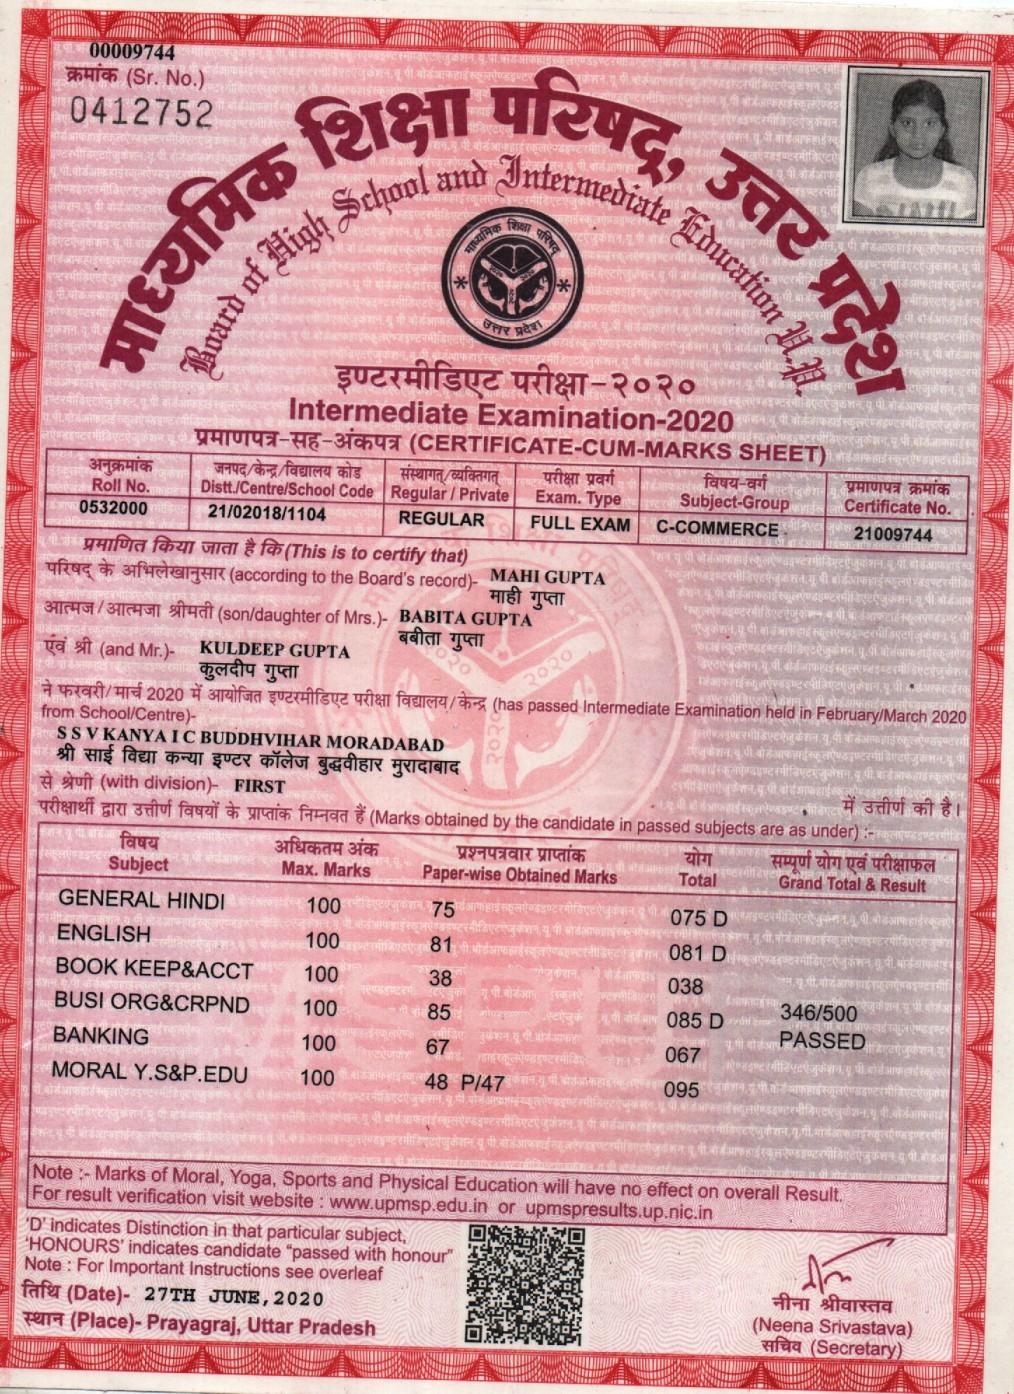 00009744
क्रमांक (Sr. No.)
0412752
माध्यमिक शिक्षा परिषद्, उत्तर प्रदेश
Board of High School and Intermediate Education U.P.
माध्यमिक शिक्षा परिषद्
उत्तर प्रदेश
इण्टरमीडिएट परीक्षा-२०२०
Intermediate Examination-2020
प्रमाणपत्र-सह-अंकपत्र (CERTIFICATE-CUM-MARKS SHEET)
अनुक्रमांक जनपद/केन्द्र/विद्यालय कोड संस्थागत्/व्यक्तिगत् परीक्षा प्रवर्ग विषय-वर्ग प्रमाणपत्र क्रमांक
Roll No. Distt./Centre/School Code Regular / Private Exam. Type Subject-Group Certificate No.
0532000 21/02018/1104 REGULAR FULL EXAM C-COMMERCE 21009744
प्रमाणित किया जाता है कि (This is to certify that)
परिषद् के अभिलेखानुसार (according to the Board's record)- MAHI GUPTA
माही गुप्ता
आत्मज/आत्मजा श्रीमती (son/daughter of Mrs.)- BABITA GUPTA
बबीता गुप्ता
एवं श्री (and Mr.)- KULDEEP GUPTA
कुलदीप गुप्ता
ने फरवरी/मार्च 2020 में आयोजित इण्टरमीडिएट परीक्षा विद्यालय/केन्द्र (has passed Intermediate Examination held in February/March 2020
from School/Centre)-
S S V KANYA I C BUDDHVIHAR MORADABAD
श्री साई विद्या कन्या इण्टर कॉलेज बुद्धवीहार मुरादाबाद
से श्रेणी (with division)- FIRST में उत्तीर्ण की है।
परीक्षार्थी द्वारा उत्तीर्ण विषयों के प्राप्तांक निम्नवत हैं (Marks obtained by the candidate in passed subjects are as under) :-
विषय अधिकतम अंक प्रश्नपत्रवार प्राप्तांक योग सम्पूर्ण योग एवं परीक्षाफल
Subject Max. Marks Paper-wise Obtained Marks Total Grand Total & Result
GENERAL HINDI 100 75 075 D
ENGLISH 100 81 081 D
BOOK KEEP&ACCT 100 38 038
BUSI ORG&CRPND 100 85 085 D 346/500
BANKING 100 67 067 PASSED
MORAL Y.S&P.EDU 100 48 P/47 095
Note :- Marks of Moral, Yoga, Sports and Physical Education will have no effect on overall Result.
For result verification visit website : www.upmsp.edu.in or upmspresults.up.nic.in
'D' indicates Distinction in that particular subject,
'HONOURS' indicates candidate "passed with honour"
Note : For Important Instructions see overleaf
तिथि (Date)- 27TH JUNE,2020
स्थान (Place)- Prayagraj, Uttar Pradesh
नीना श्रीवास्तव
(Neena Srivastava)
सचिव (Secretary)